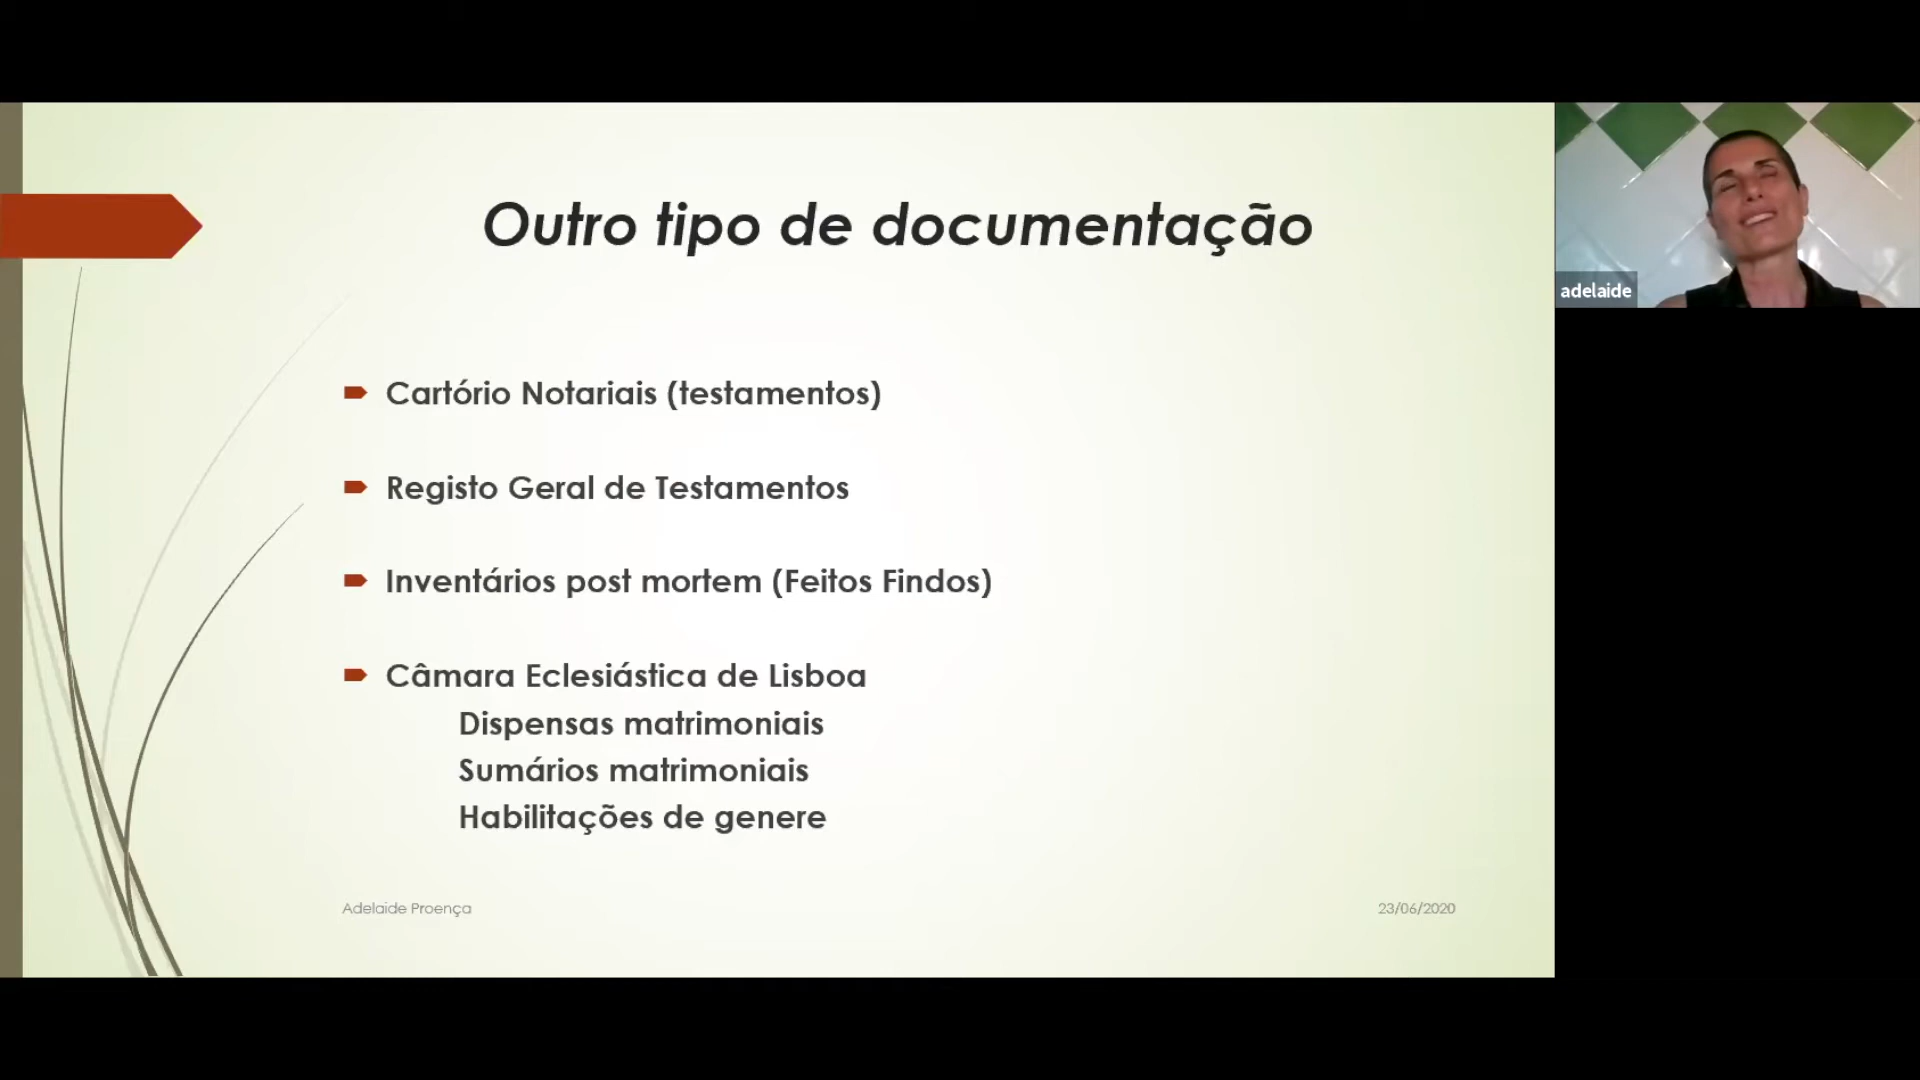 Outro tipo de documentação
adelaide
Cartório Notariais (testamentos)
Registo Geral de Testamentos
Inventários post mortem (Feitos Findos)
Câmara Eclesiástica de Lisboa
Dispensas matrimoniais
Sumários matrimoniais
Habilitações de genere
Adelaide Proença
23/06/2020